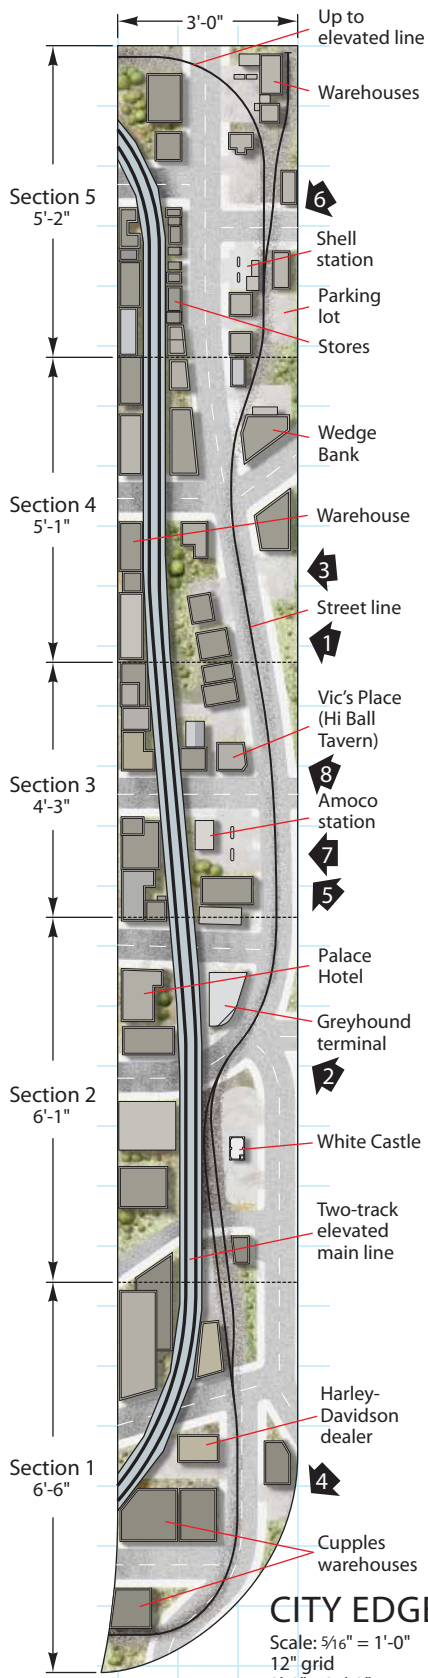 3'-0"
Up to
elevated line
Warehouses
6
Section 5
5'-2"
Shell
station
Parking
lot
Stores
Wedge
Bank
Section 4
5'-1"
Warehouse
3
Street line
1
Vic's Place
(Hi Ball
Tavern)
8
Section 3
4'-3"
Amoco
station
7
5
Palace
Hotel
Greyhound
terminal
2
Section 2
6'-1"
White Castle
Two-track
elevated
main line
Harley-
Davidson
dealer
Section 1
6'-6"
4
Cupples
warehouses
CITY EDGE
Scale: 5/16" = 1'-0"
12" grid